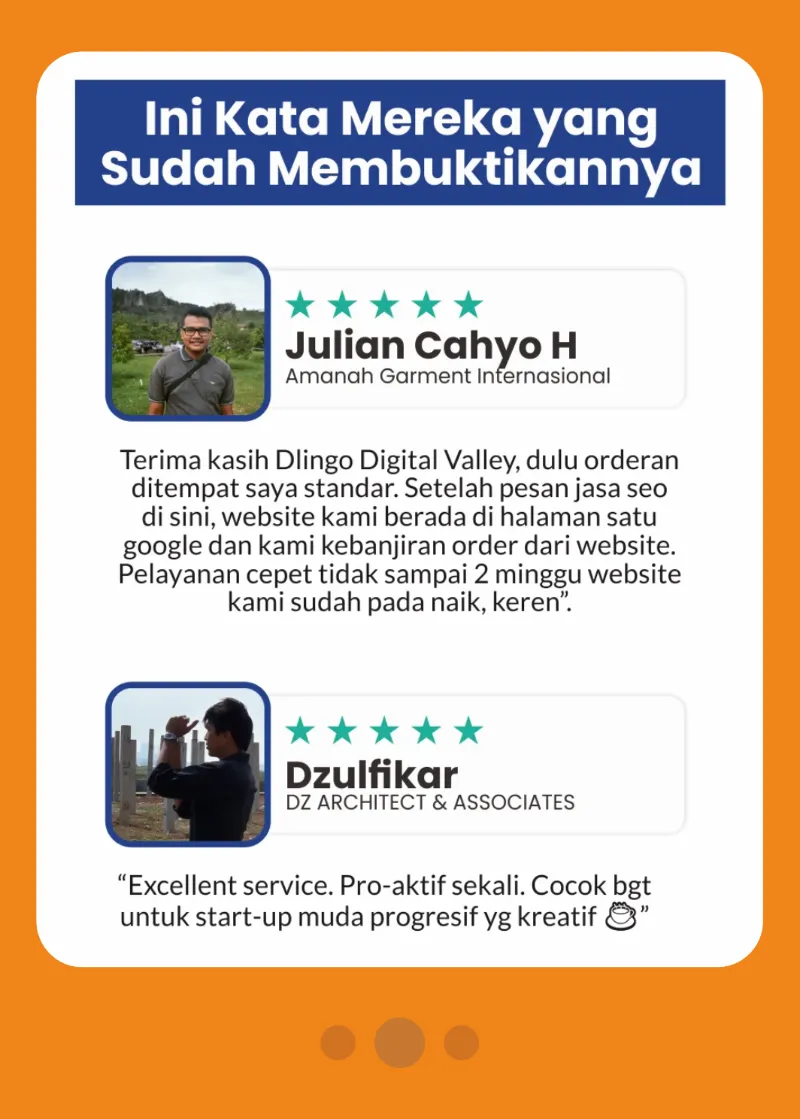 Ini Kata Mereka yang
Sudah Membuktikannya
Julian Cahyo H
Amanah Garment Internasional
Terima kasih Dlingo Digital Valley, dulu orderan
ditempat saya standar. Setelah pesan jasa seo
di sini, website kami berada di halaman satu
google dan kami kebanjiran order dari website.
Pelayanan cepet tidak sampai 2 minggu website
kami sudah pada naik, keren”.
Dzulfikar
DZ ARCHITECT & ASSOCIATES
“Excellent service. Pro-aktif sekali. Cocok bgt
untuk start-up muda progresif yg kreatif ☕”